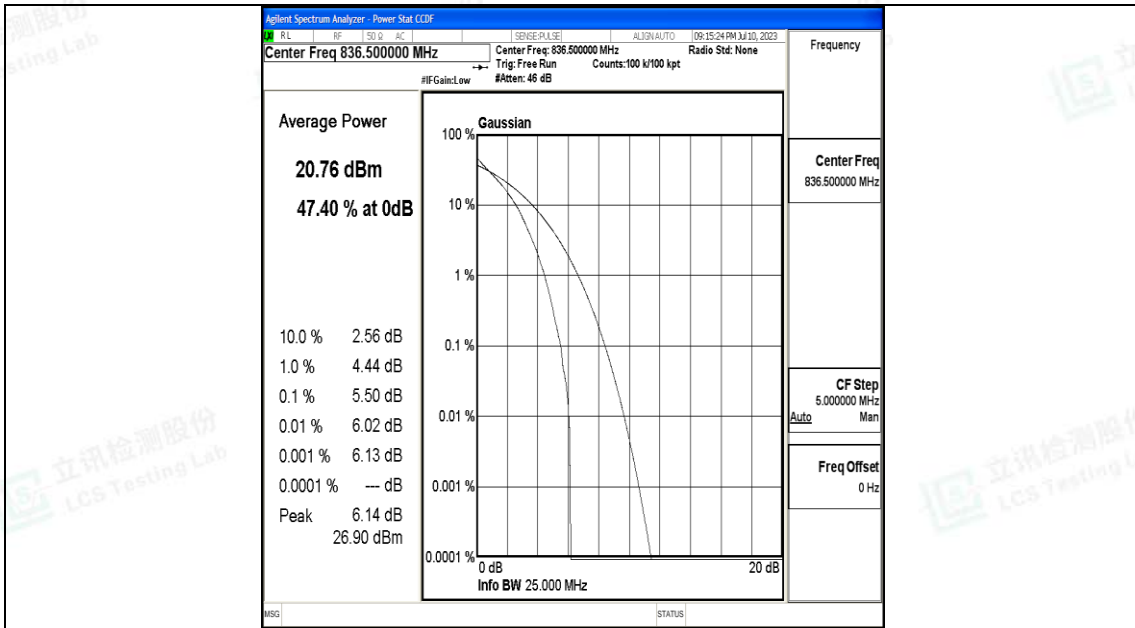 Agilent Spectrum Analyzer - Power Stat CCDF
RL RF 50 Ω AC SENSE:PULSE ALIGN AUTO 09:15:24 PM Jul 10, 2023
Center Freq 836.500000 MHz
Center Freq: 836.500000 MHz Radio Std: None
Trig: Free Run Counts:100 k/100 kpt
#IFGain:Low #Atten: 46 dB
Frequency
Average Power
20.76 dBm
47.40 % at 0dB
10.0 % 2.56 dB
1.0 % 4.44 dB
0.1 % 5.50 dB
0.01 % 6.02 dB
0.001 % 6.13 dB
0.0001 % --- dB
Peak 6.14 dB
26.90 dBm
Gaussian
100 %
10 %
1 %
0.1 %
0.01 %
0.001 %
0.0001 %
0 dB 20 dB
Info BW 25.000 MHz
Center Freq
836.500000 MHz
CF Step
5.000000 MHz
Auto Man
Freq Offset
0 Hz
MSG STATUS
立讯检测股份
LCS Testing Lab
立讯检测股份
LCS Testing L